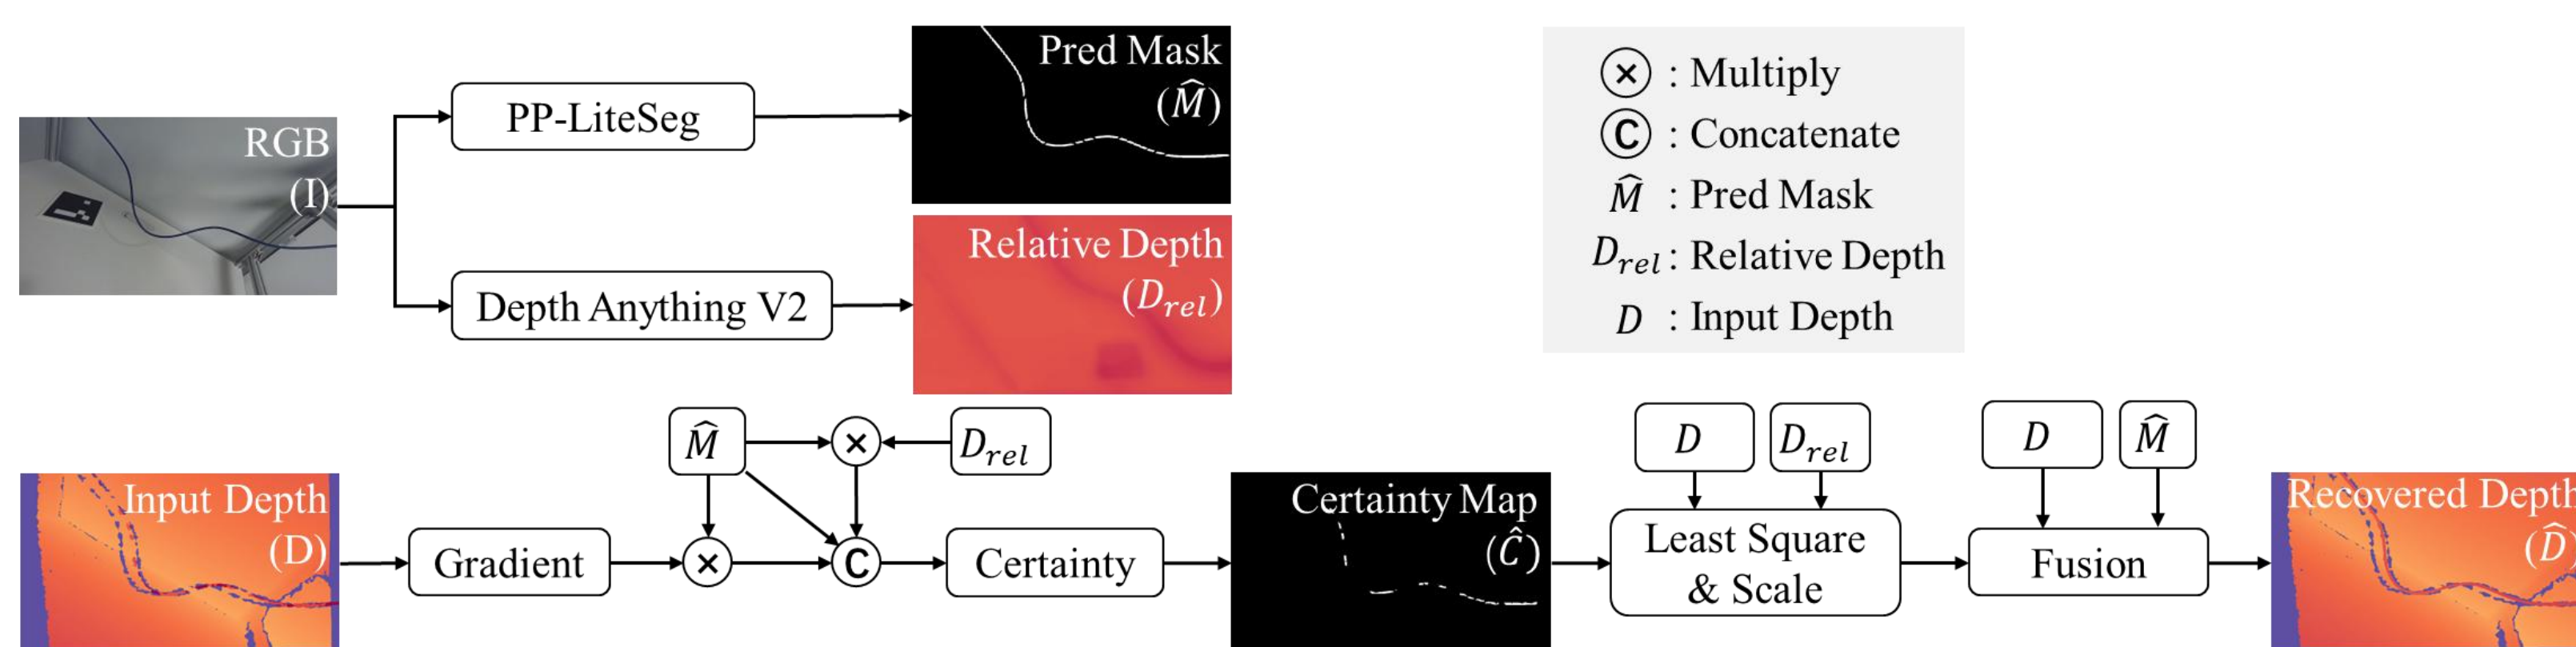 RGB
(I)
PP-LiteSeg
Depth Anything V2
Pred Mask
(M̂)
Relative Depth
(D_rel)
⊗ : Multiply
Ⓒ : Concatenate
M̂ : Pred Mask
D_rel : Relative Depth
D : Input Depth
Input Depth
(D)
Gradient
M̂
×
D_rel
×
C
Certainty
Certainty Map
(Ĉ)
D
D_rel
Least Square
& Scale
D
M̂
Fusion
Recovered Depth
(D̂)